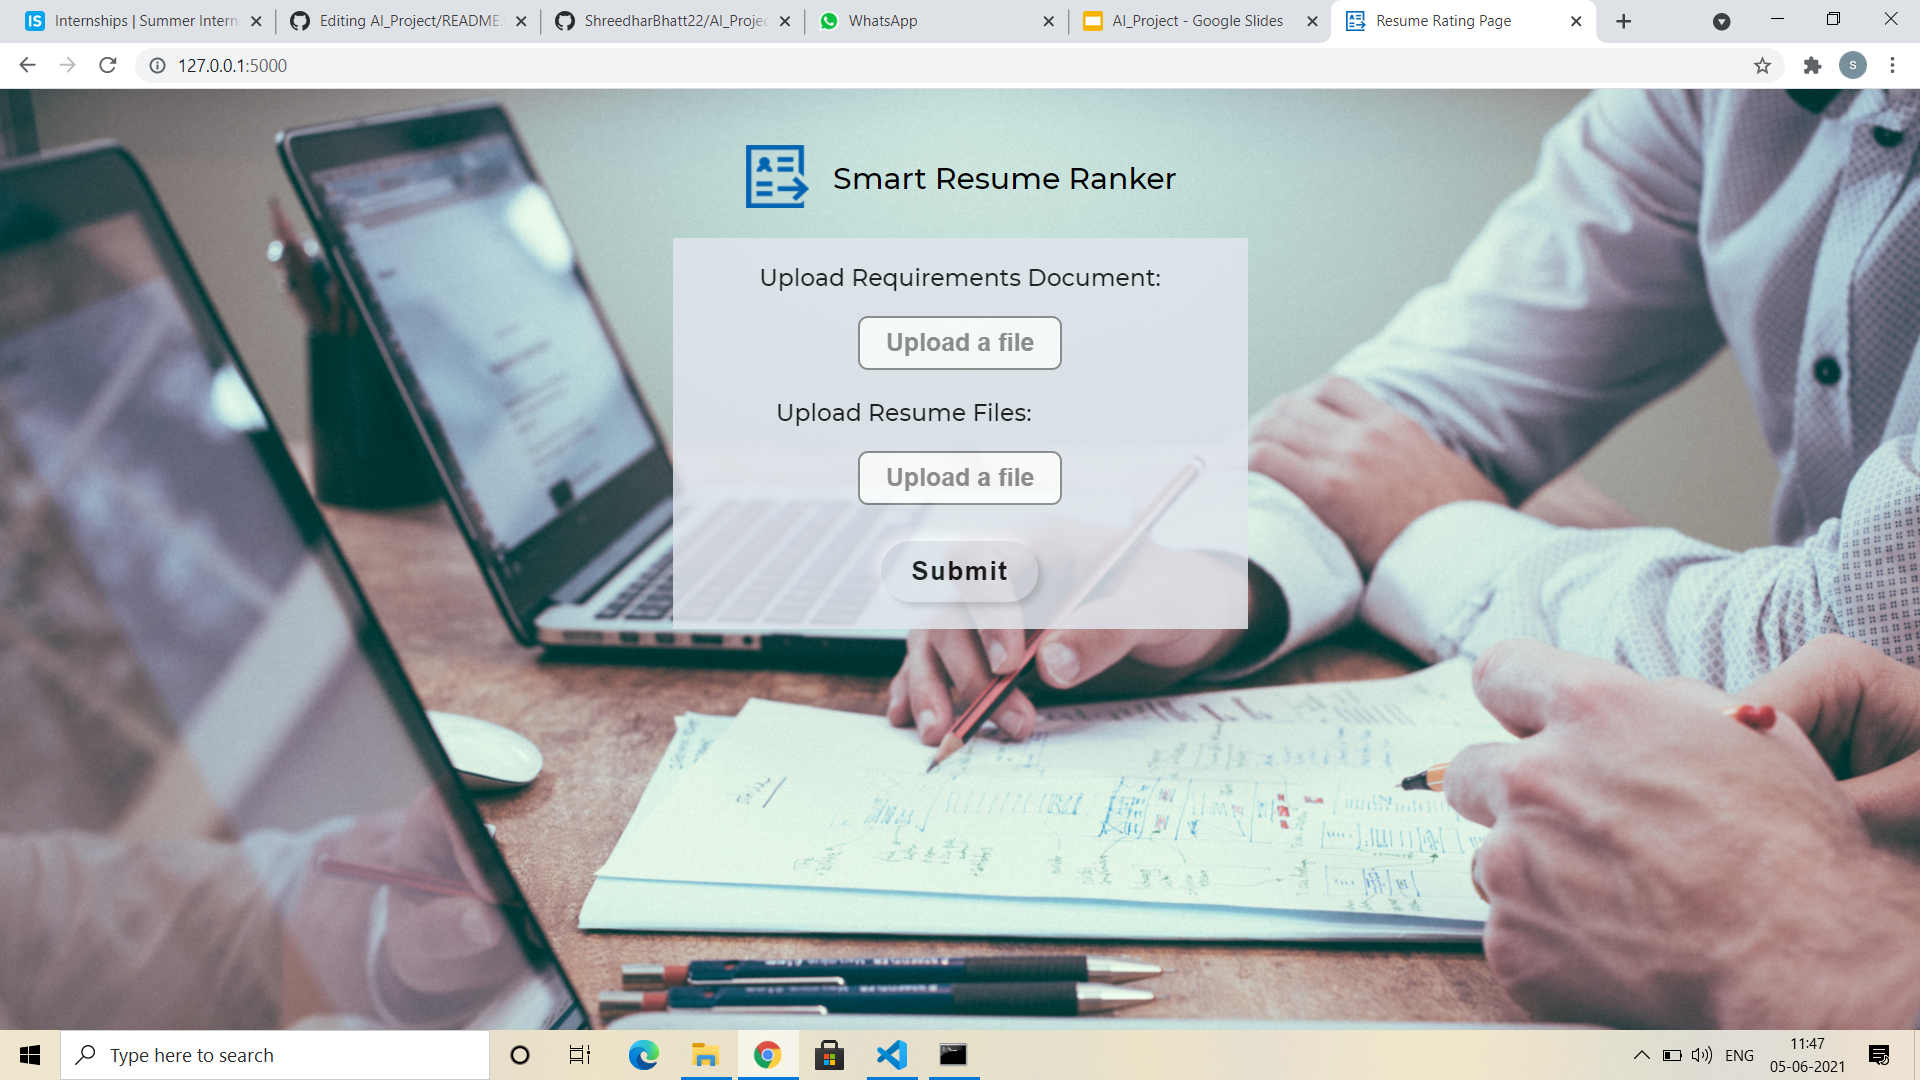 IS Internships | Summer Intern
Editing AI_Project/README.
ShreedharBhatt22/AI_Projec
WhatsApp
AI_Project - Google Slides
Resume Rating Page
127.0.0.1:5000
S
Smart Resume Ranker
Upload Requirements Document:
Upload a file
Upload Resume Files:
Upload a file
Submit
Type here to search
ENG
11:47
05-06-2021